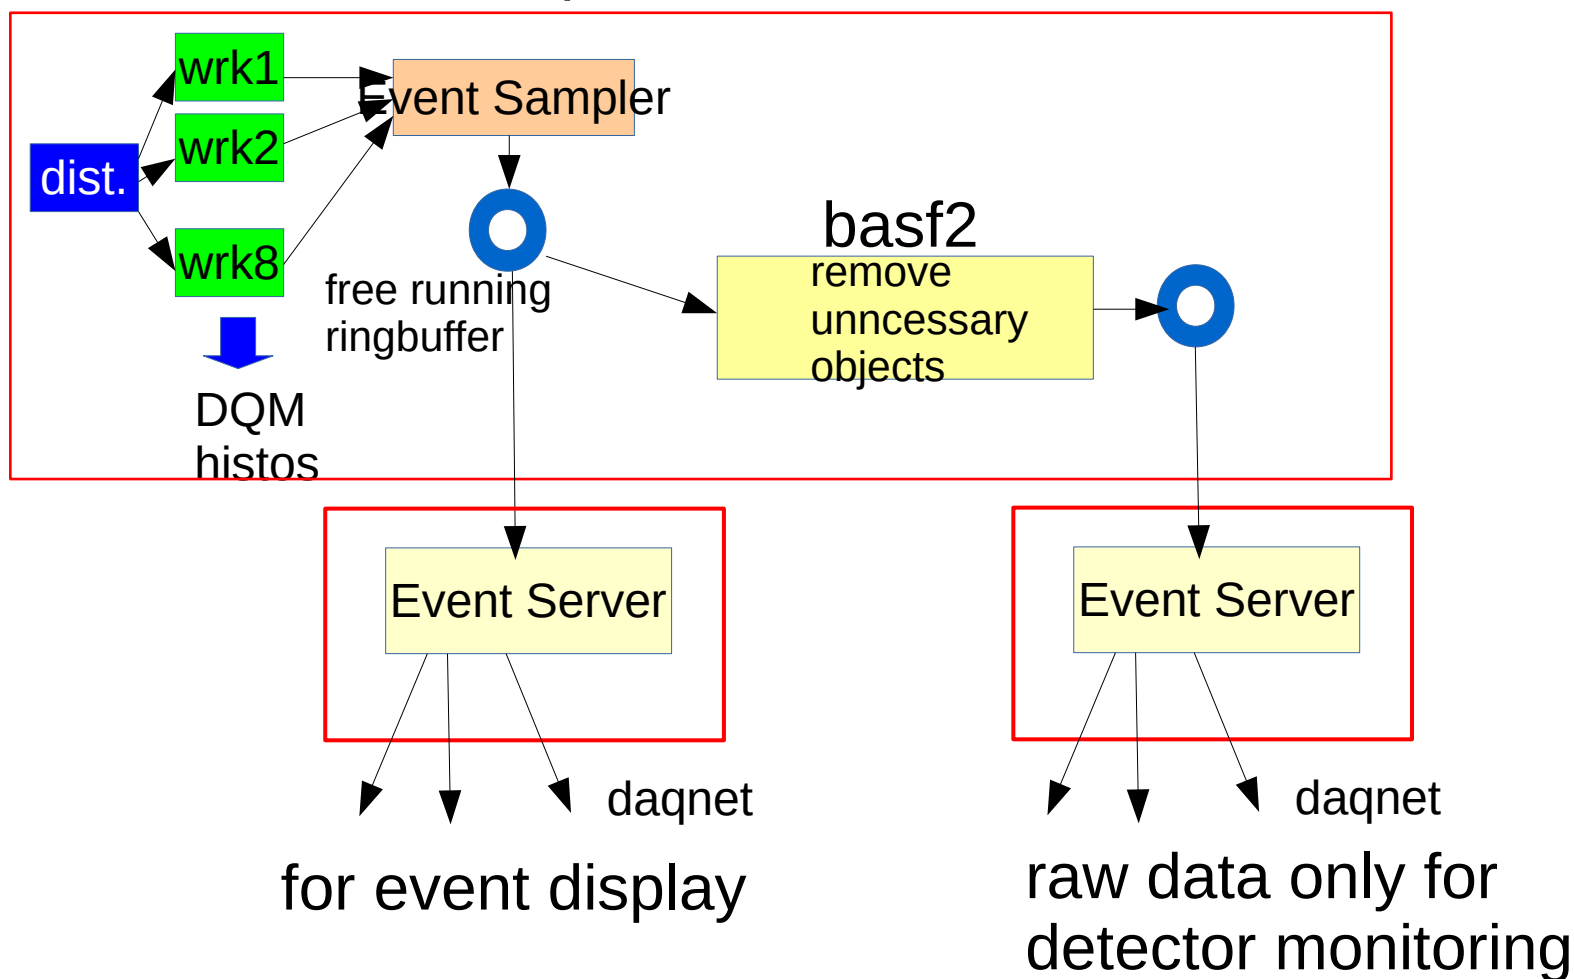 wrk1
Event Sampler
wrk2
dist.
wrk8
basf2
remove
unncessary
objects
free running
ringbuffer
DQM
histos
Event Server
Event Server
daqnet
daqnet
for event display
raw data only for
detector monitoring